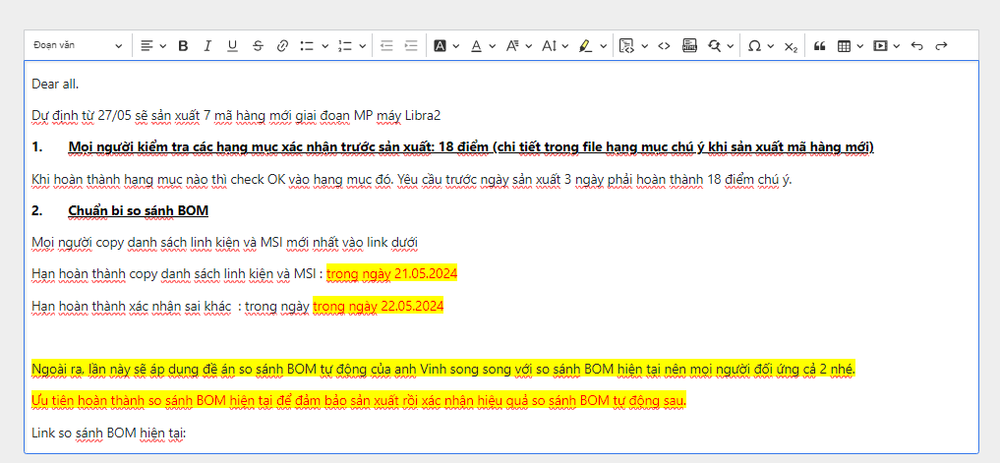 Đoạn văn
Dear all.
Dự định từ 27/05 sẽ sản xuất 7 mã hàng mới giai đoạn MP máy Libra2
1. Mọi người kiểm tra các hạng mục xác nhận trước sản xuất: 18 điểm (chi tiết trong file hạng mục chú ý khi sản xuất mã hàng mới)
Khi hoàn thành hạng mục nào thì check OK vào hạng mục đó. Yêu cầu trước ngày sản xuất 3 ngày phải hoàn thành 18 điểm chú ý.
2. Chuẩn bi so sánh BOM
Mọi người copy danh sách linh kiện và MSI mới nhất vào link dưới
Hạn hoàn thành copy danh sách linh kiện và MSI : trong ngày 21.05.2024
Hạn hoàn thành xác nhận sai khác : trong ngày trong ngày 22.05.2024
Ngoài ra, lần này sẽ áp dụng đề án so sánh BOM tự động của anh Vinh song song với so sánh BOM hiện tại nên mọi người đối ứng cả 2 nhé.
Ưu tiên hoàn thành so sánh BOM hiện tại để đảm bảo sản xuất rồi xác nhận hiệu quả so sánh BOM tự động sau.
Link so sánh BOM hiện tại: